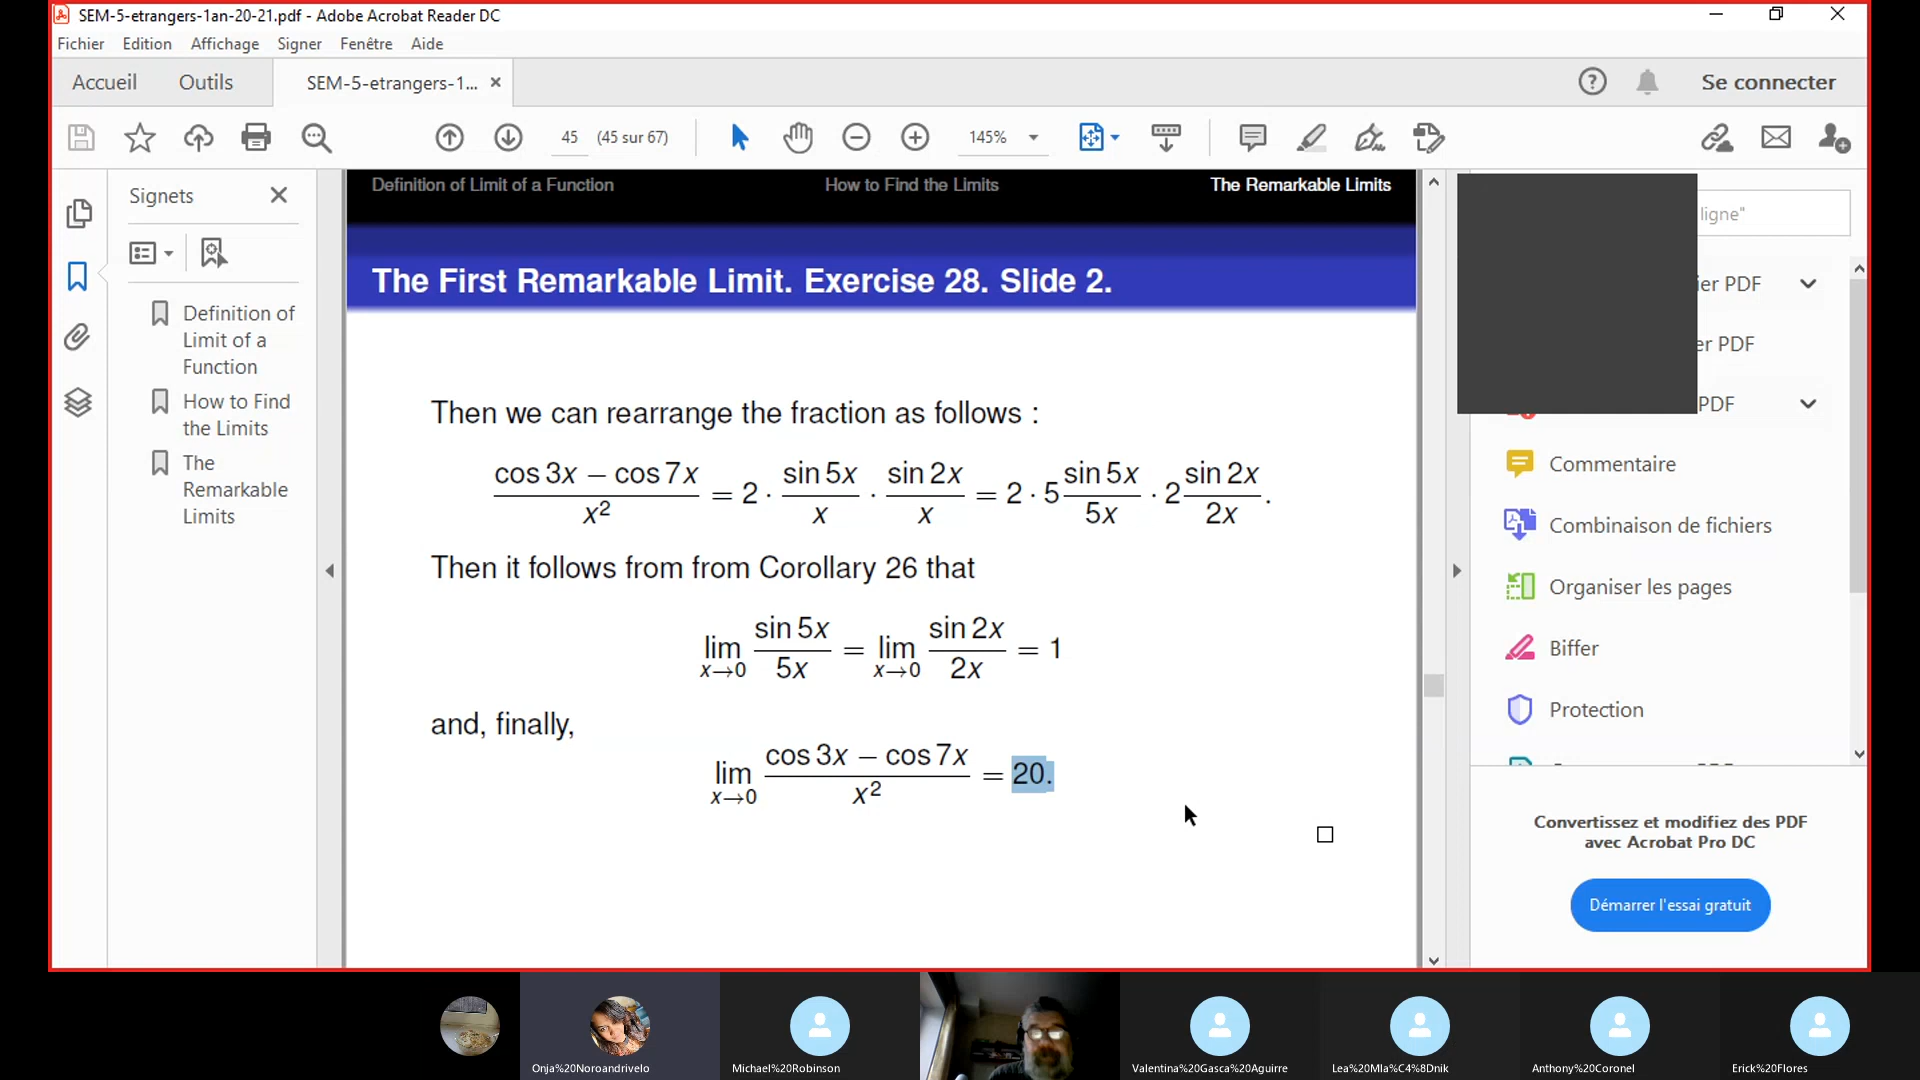 SEM-5-etrangers-1an-20-21.pdf - Adobe Acrobat Reader DC
Fichier Edition Affichage Signer Fenêtre Aide
Accueil Outils SEM-5-etrangers-1... × Se connecter
45 (45 sur 67) 145%
Signets
Definition of
Limit of a
Function
How to Find
the Limits
The
Remarkable
Limits
Definition of Limit of a Function How to Find the Limits The Remarkable Limits
The First Remarkable Limit. Exercise 28. Slide 2.
Then we can rearrange the fraction as follows :
cos 3x − cos 7x / x² = 2 · sin 5x / x · sin 2x / x = 2 · 5 sin 5x / 5x · 2 sin 2x / 2x .
Then it follows from from Corollary 26 that
lim x→0 sin 5x / 5x = lim x→0 sin 2x / 2x = 1
and, finally,
lim x→0 cos 3x − cos 7x / x² = 20.
ligne"
ier PDF
er PDF
PDF
Commentaire
Combinaison de fichiers
Organiser les pages
Biffer
Protection
Convertissez et modifiez des PDF
avec Acrobat Pro DC
Démarrer l'essai gratuit
Onja%20Noroandrivelo Michael%20Robinson Valentina%20Gasca%20Aguirre Lea%20Mla%C4%8Dnik Anthony%20Coronel Erick%20Flores